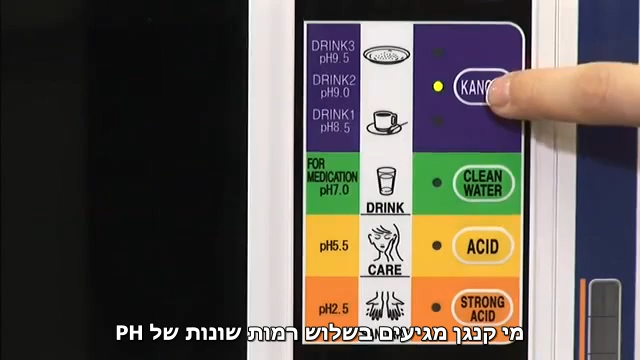 DRINK3
pH9.5
DRINK2
pH9.0
DRINK1
pH8.5
FOR
MEDICATION
pH7.0
DRINK
CLEAN
WATER
pH5.5
CARE
ACID
pH2.5
STRONG
ACID
מי קנגן מגיעים בשלוש רמות שונות של PH